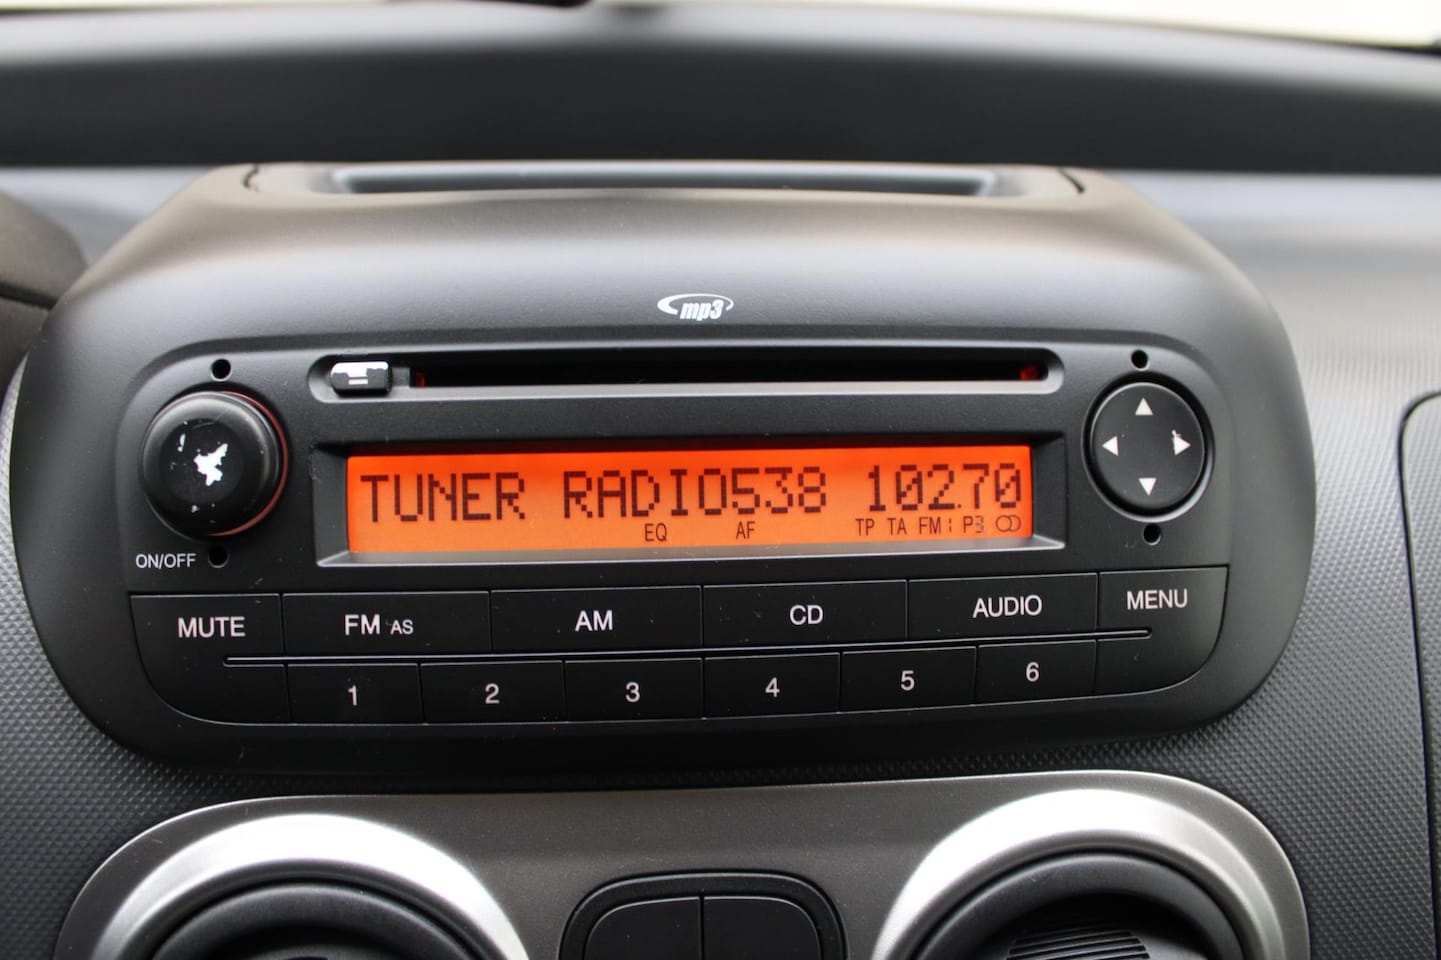 mp3
TUNER RADIO538 102.70
EQ AF TP TA FM1 P3
ON/OFF
MUTE FM AS AM CD AUDIO MENU
1 2 3 4 5 6